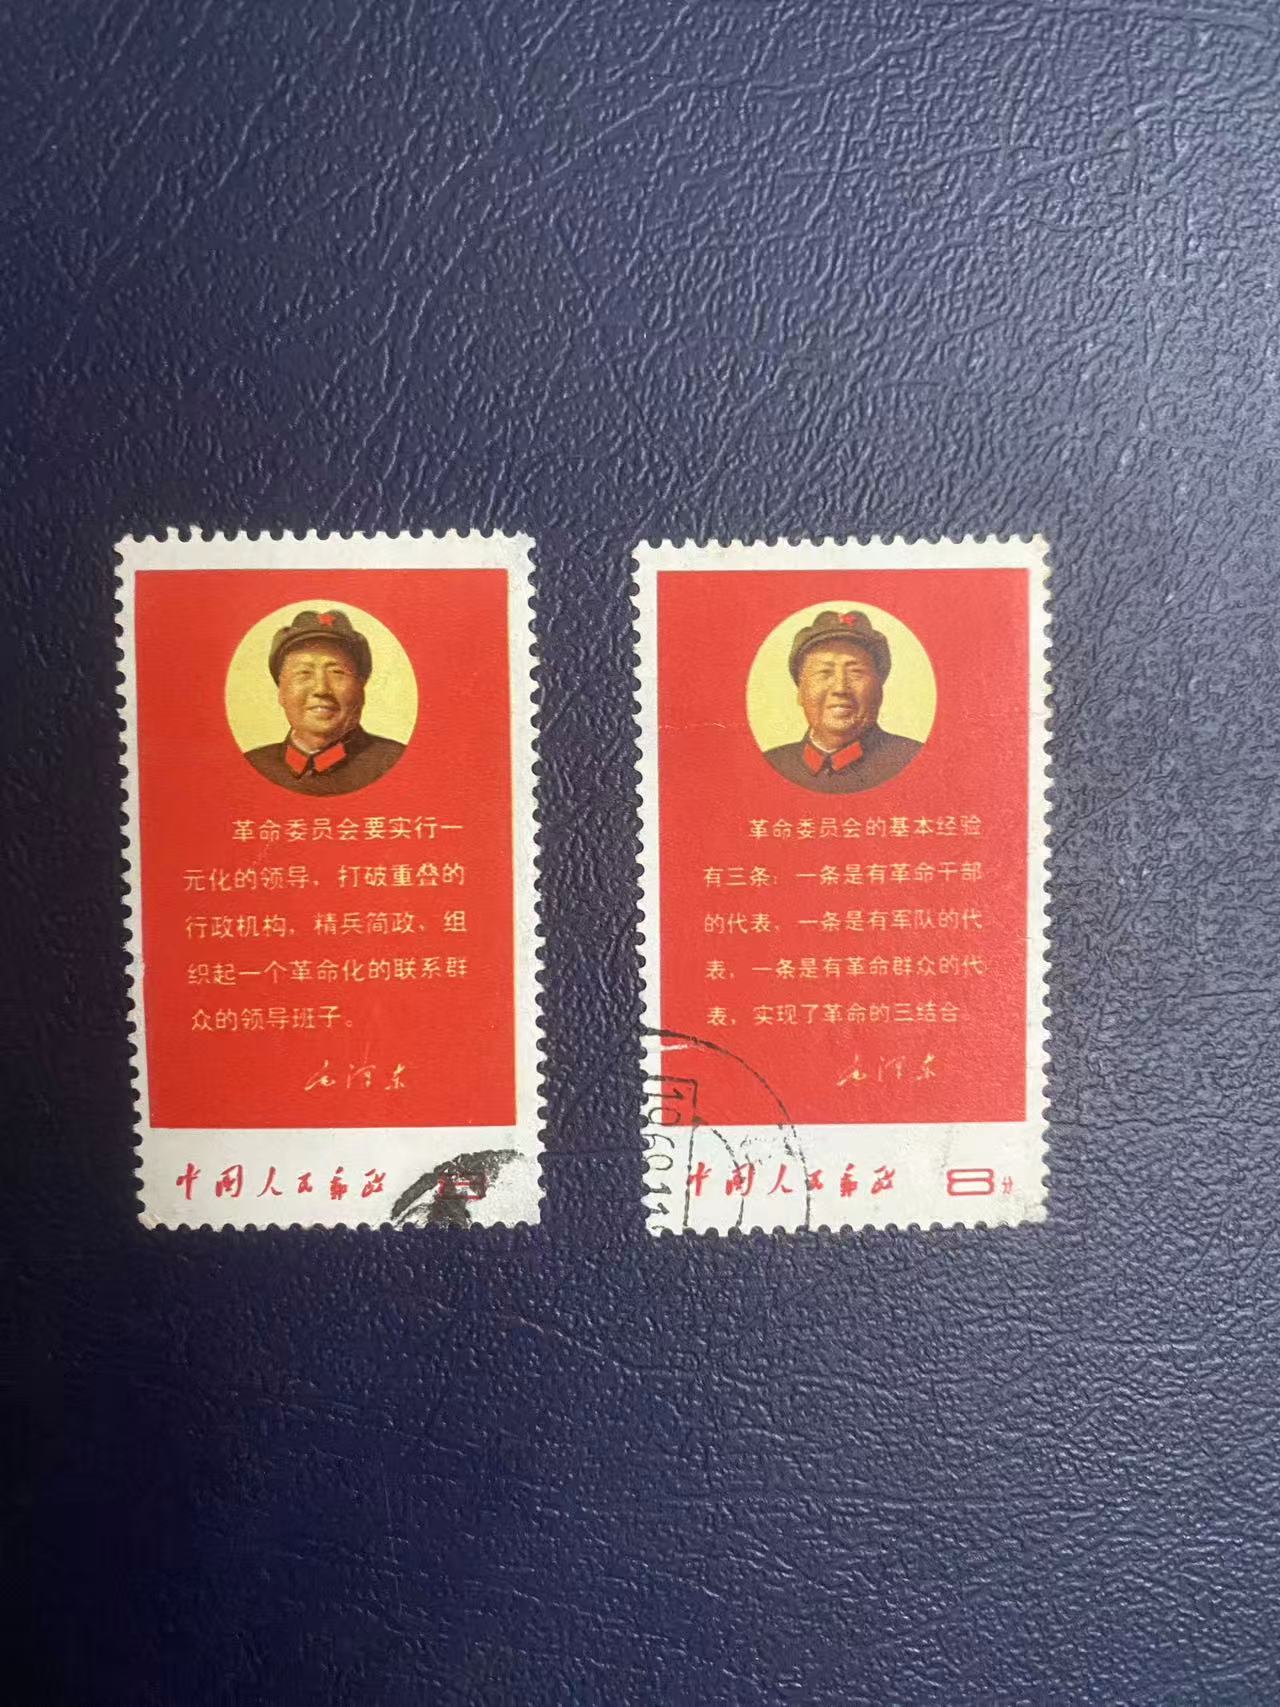 革命委员会要实行一
元化的领导，打破重叠的
行政机构，精兵简政，组
织起一个革命化的联系群
众的领导班子。
毛泽东
中国人民邮政
革命委员会的基本经验
有三条：一条是有革命干部
的代表，一条是有军队的代
表，一条是有革命群众的代
表，实现了革命的三结合。
毛泽东
中国人民邮政 8分